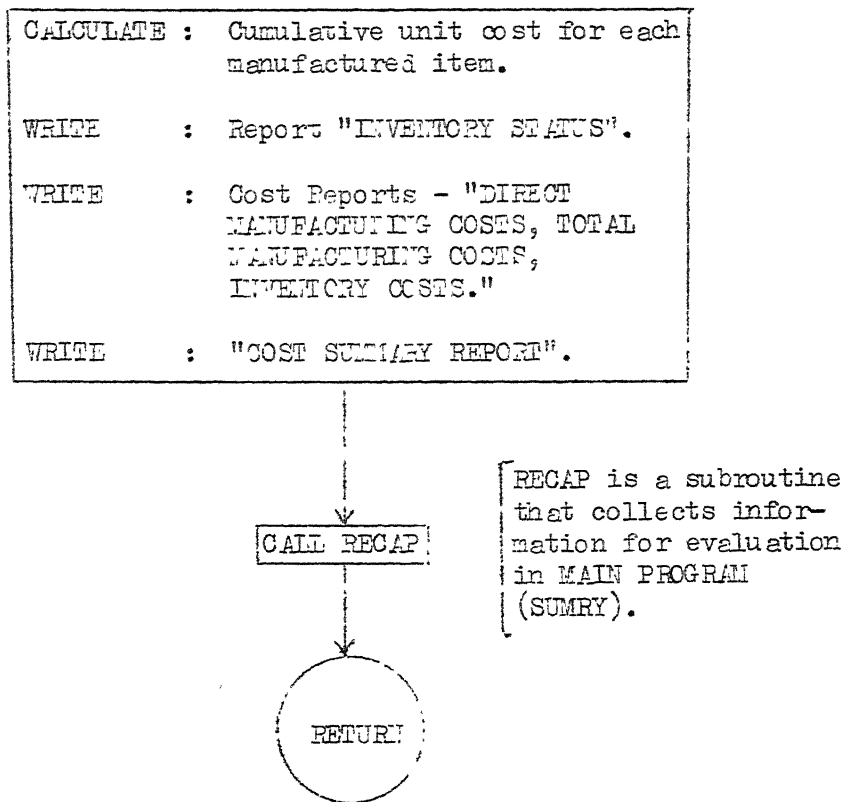 CALCULATE : Cumulative unit cost for each
manufactured item.
WRITE : Report "INVENTORY STATUS".
WRITE : Cost Reports - "DIRECT
MANUFACTURING COSTS, TOTAL
MANUFACTURING COSTS,
INVENTORY COSTS."
WRITE : "COST SUMMARY REPORT".
CALL RECAP
RECAP is a subroutine
that collects infor-
mation for evaluation
in MAIN PROGRAM
(SUMRY).
RETURN